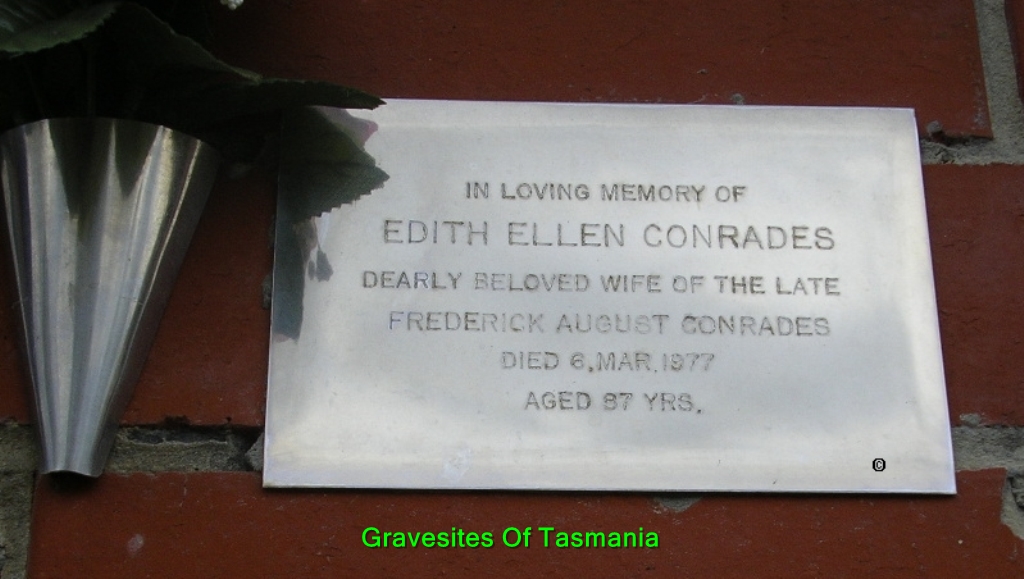 IN LOVING MEMORY OF
EDITH ELLEN CONRADES
DEARLY BELOVED WIFE OF THE LATE
FREDERICK AUGUST CONRADES
DIED 6.MAR.1977
AGED 87 YRS.
©
Gravesites Of Tasmania